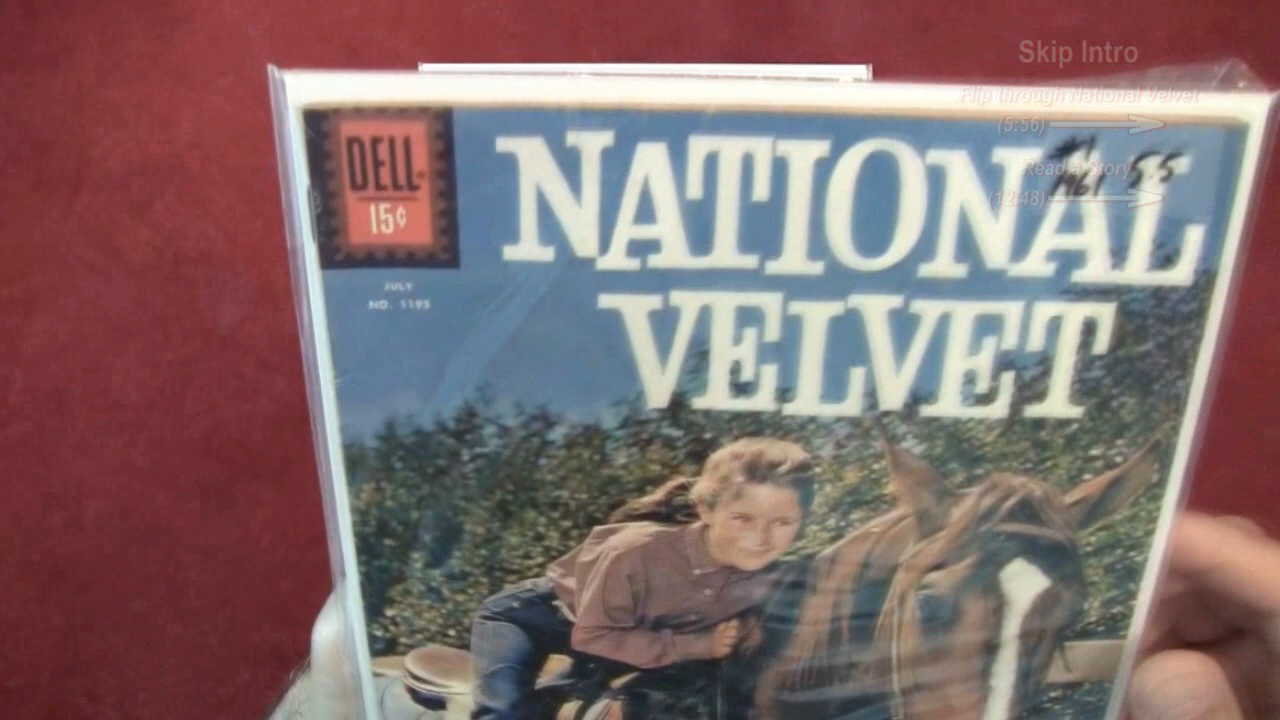 Skip Intro
Flip through National Velvet
(5:56)
Read a Story
(12:48)
DELL
15¢
JULY
NO. 1195
NATIONAL
VELVET